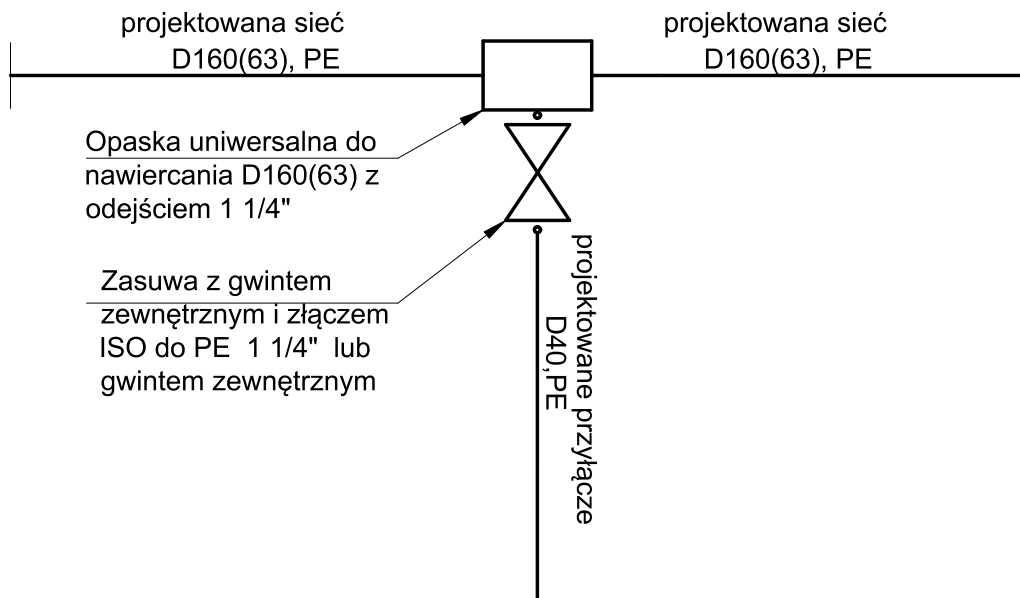 projektowana sieć
D160(63), PE
projektowana sieć
D160(63), PE
Opaska uniwersalna do
nawiercania D160(63) z
odejściem 1 1/4"
Zasuwa z gwintem
zewnętrznym i złączem
ISO do PE 1 1/4" lub
gwintem zewnętrznym
projektowane przyłącze
D40,PE